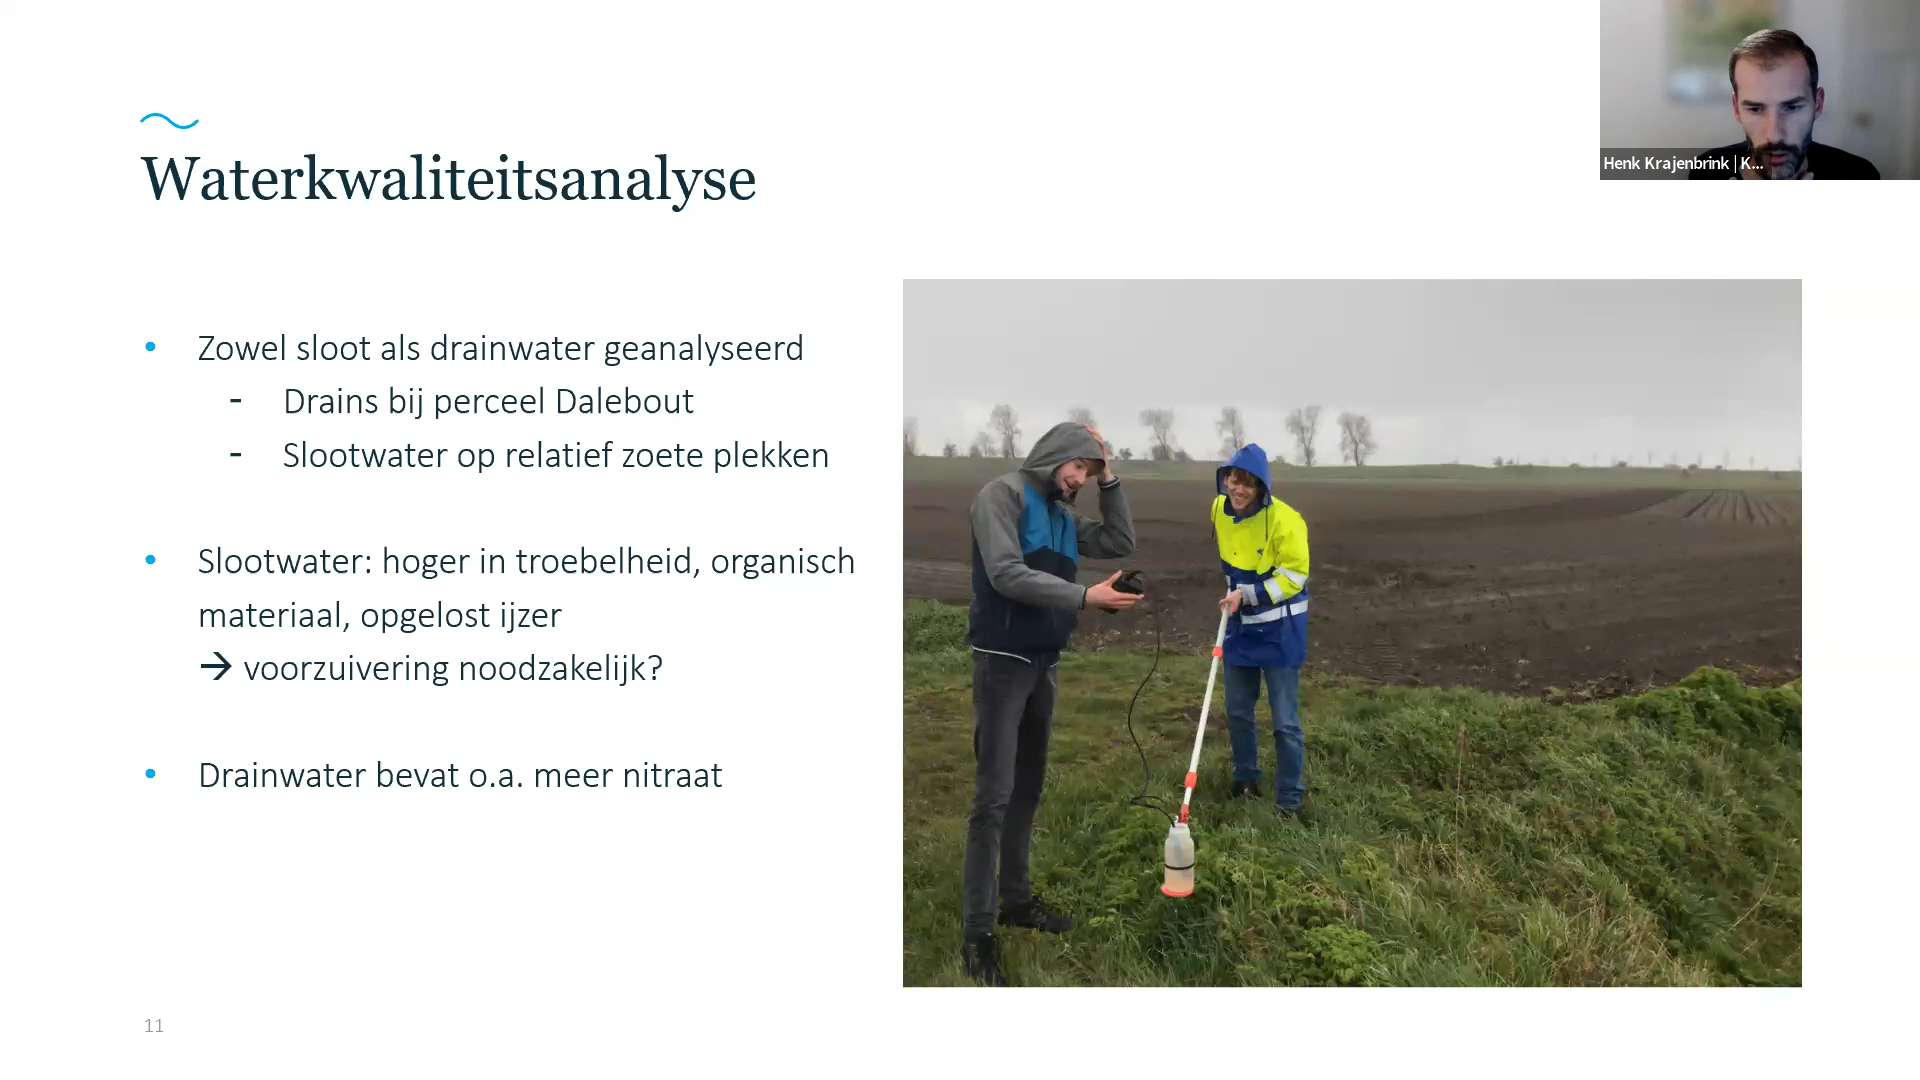 Waterkwaliteitsanalyse
Henk Krajenbrink | K...
• Zowel sloot als drainwater geanalyseerd
- Drains bij perceel Dalebout
- Slootwater op relatief zoete plekken
• Slootwater: hoger in troebelheid, organisch
materiaal, opgelost ijzer
→ voorzuivering noodzakelijk?
• Drainwater bevat o.a. meer nitraat
11